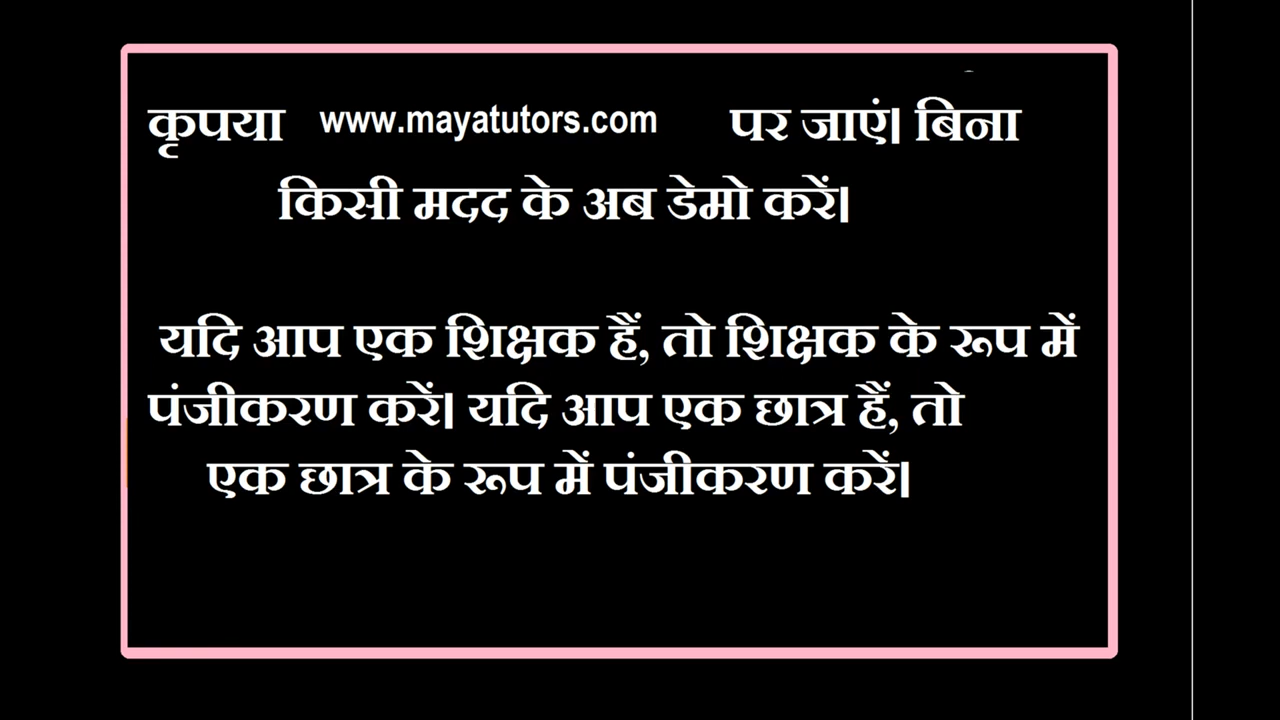 कृपया www.mayatutors.com पर जाएं। बिना
किसी मदद के अब डेमो करें।
यदि आप एक शिक्षक हैं, तो शिक्षक के रूप में
पंजीकरण करें। यदि आप एक छात्र हैं, तो
एक छात्र के रूप में पंजीकरण करें।